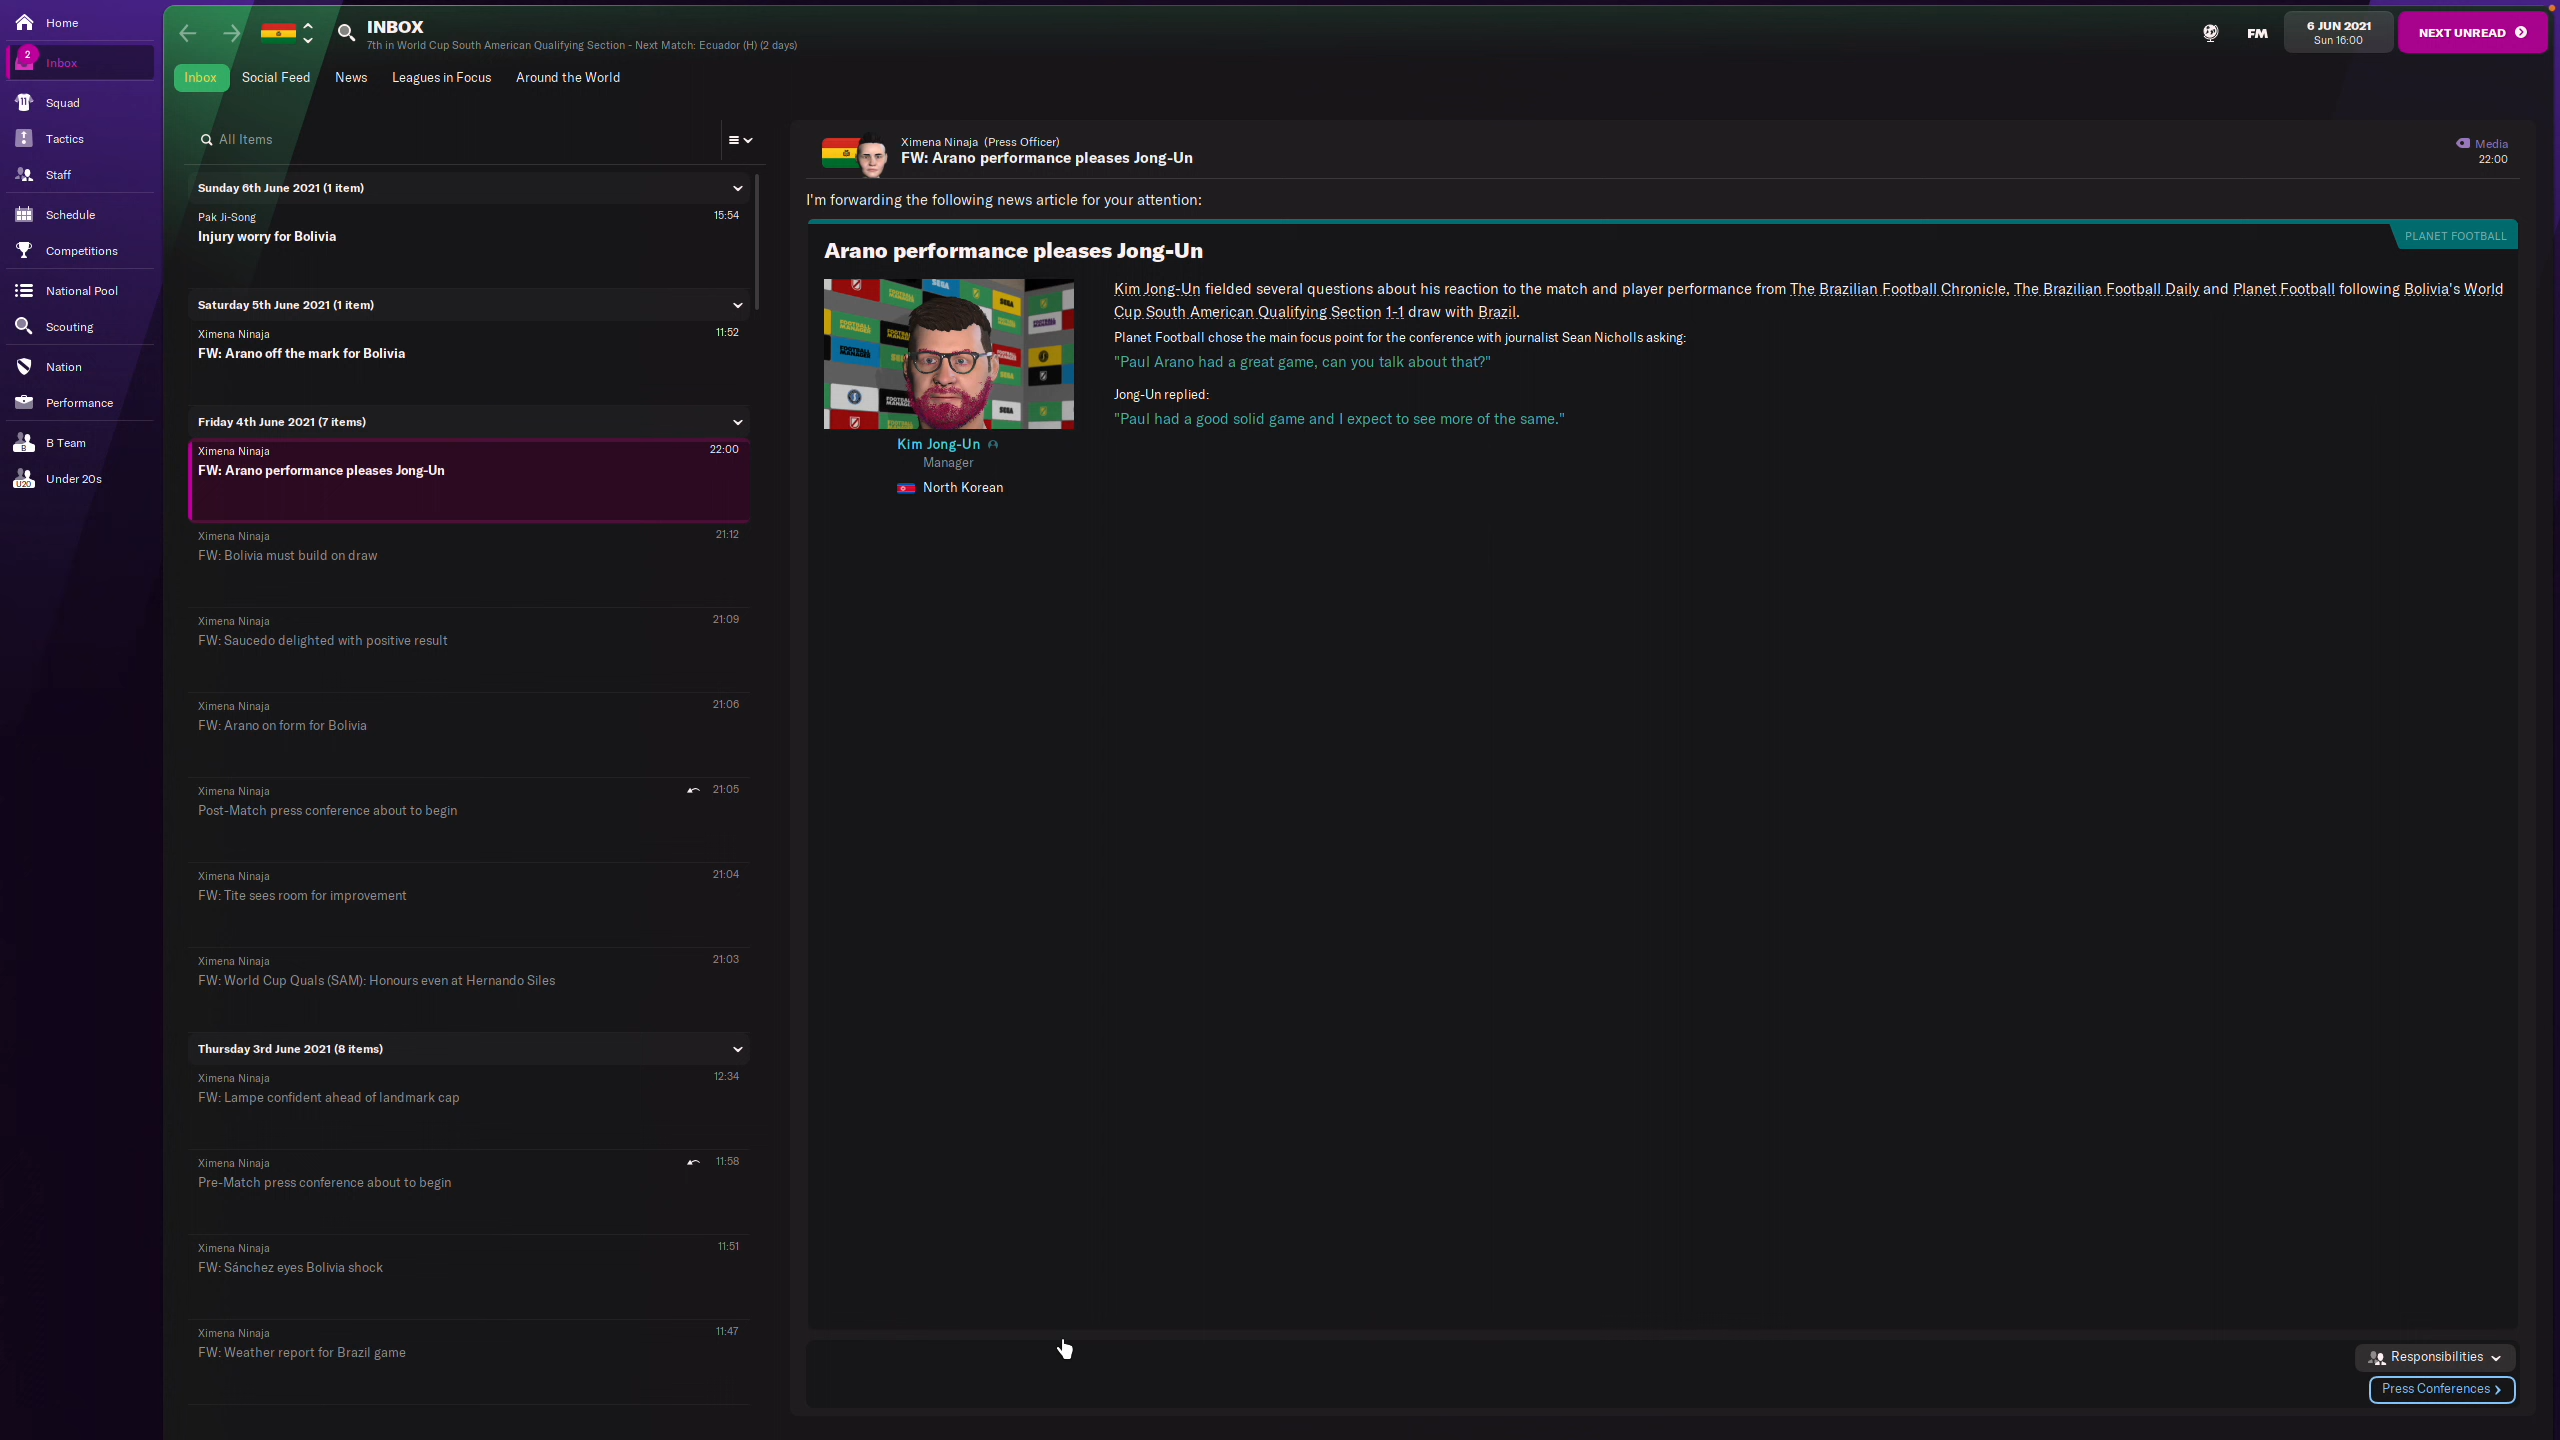 Home
2
Inbox
Squad
Tactics
Staff
Schedule
Competitions
National Pool
Scouting
Nation
Performance
B
B Team
U20
Under 20s
INBOX
7th in World Cup South American Qualifying Section - Next Match: Ecuador (H) (2 days)
FM
6 JUN 2021
Sun 16:00
NEXT UNREAD
Inbox
Social Feed
News
Leagues in Focus
Around the World
All Items
Sunday 6th June 2021 (1 item)
Pak Ji-Song
15:54
Injury worry for Bolivia
Saturday 5th June 2021 (1 item)
Ximena Ninaja
11:52
FW: Arano off the mark for Bolivia
Friday 4th June 2021 (7 items)
Ximena Ninaja
22:00
FW: Arano performance pleases Jong-Un
Ximena Ninaja
21:12
FW: Bolivia must build on draw
Ximena Ninaja
21:09
FW: Saucedo delighted with positive result
Ximena Ninaja
21:06
FW: Arano on form for Bolivia
Ximena Ninaja
21:05
Post-Match press conference about to begin
Ximena Ninaja
21:04
FW: Tite sees room for improvement
Ximena Ninaja
21:03
FW: World Cup Quals (SAM): Honours even at Hernando Siles
Thursday 3rd June 2021 (8 items)
Ximena Ninaja
12:34
FW: Lampe confident ahead of landmark cap
Ximena Ninaja
11:58
Pre-Match press conference about to begin
Ximena Ninaja
11:51
FW: Sánchez eyes Bolivia shock
Ximena Ninaja
11:47
FW: Weather report for Brazil game
Ximena Ninaja (Press Officer)
FW: Arano performance pleases Jong-Un
Media
22:00
I'm forwarding the following news article for your attention:
PLANET FOOTBALL
Arano performance pleases Jong-Un
Kim Jong-Un
Manager
North Korean
Kim Jong-Un fielded several questions about his reaction to the match and player performance from The Brazilian Football Chronicle, The Brazilian Football Daily and Planet Football following Bolivia's World
Cup South American Qualifying Section 1-1 draw with Brazil.
Planet Football chose the main focus point for the conference with journalist Sean Nicholls asking:
"Paul Arano had a great game, can you talk about that?"
Jong-Un replied:
"Paul had a good solid game and I expect to see more of the same."
Responsibilities
Press Conferences